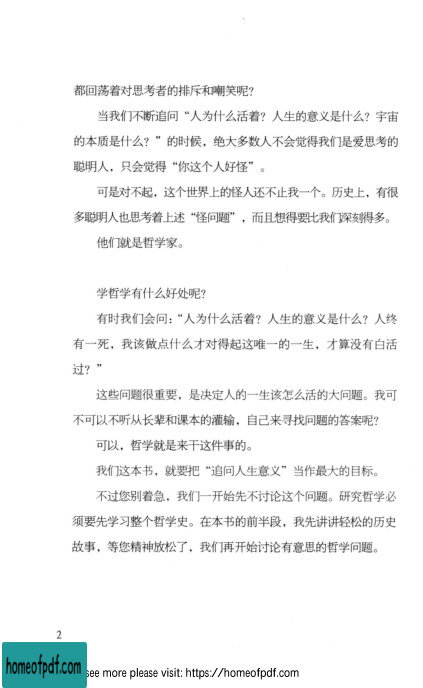 都回荡着对思考者的排斥和嘲笑呢？
当我们不断追问“人为什么活着？人生的意义是什么？宇宙
的本质是什么？”的时候，绝大多数人不会觉得我们是爱思考的
聪明人，只会觉得“你这个人好怪”。
可是对不起，这个世界上的怪人还不止我一个。历史上，有很
多聪明人也思考着上述“怪问题”，而且想得要比我们深刻得多。
他们就是哲学家。
学哲学有什么好处呢？
有时我们会问：“人为什么活着？人生的意义是什么？人终
有一死，我该做点什么才对得起这唯一的一生，才算没有白活
过？”
这些问题很重要，是决定人的一生该怎么活的大问题。我可
不可以不听从长辈和课本的灌输，自己来寻找问题的答案呢？
可以，哲学就是来干这件事的。
我们这本书，就要把“追问人生意义”当作最大的目标。
不过您别着急，我们一开始先不讨论这个问题。研究哲学必
须要先学习整个哲学史。在本书的前半段，我先讲讲轻松的历史
故事，等您精神放松了，我们再开始讨论有意思的哲学问题。
2
homeofpdf.com
see more please visit: https://homeofpdf.com